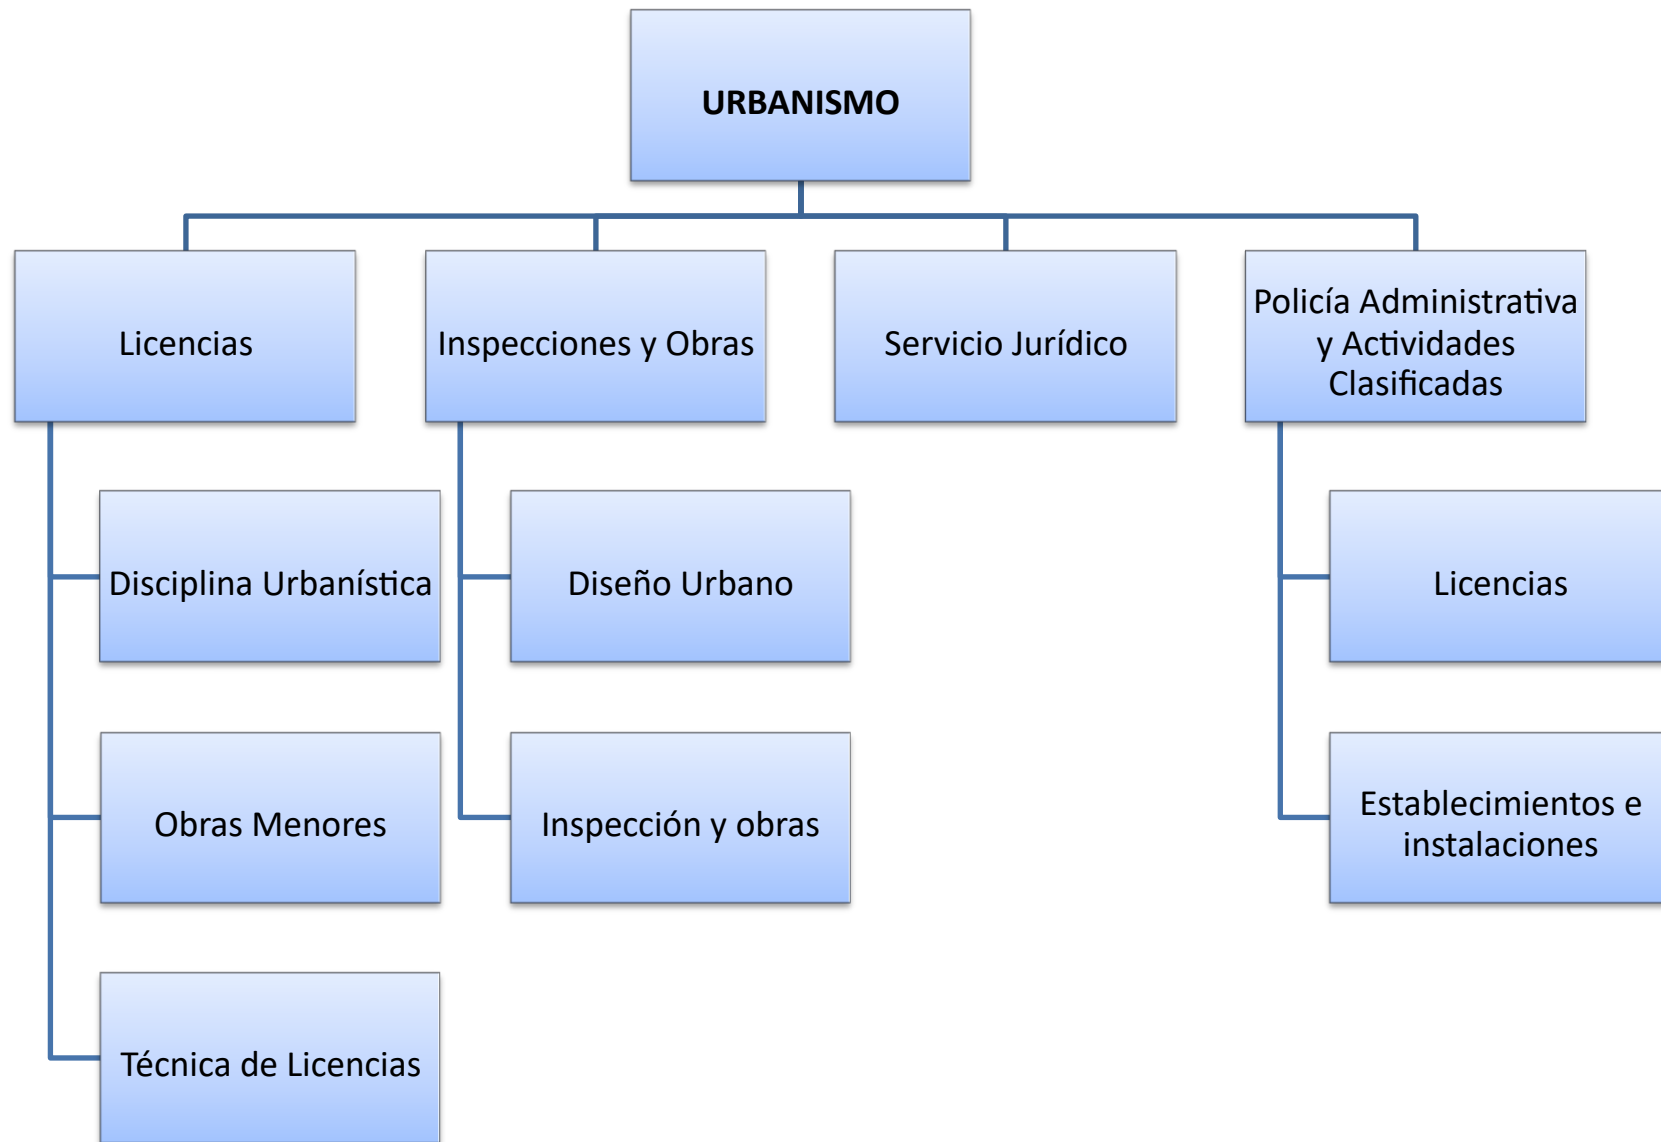 URBANISMO
Licencias
Inspecciones y Obras
Servicio Jurídico
Policía Administrativa
y Actividades
Clasificadas
Disciplina Urbanística
Diseño Urbano
Licencias
Obras Menores
Inspección y obras
Establecimientos e
instalaciones
Técnica de Licencias